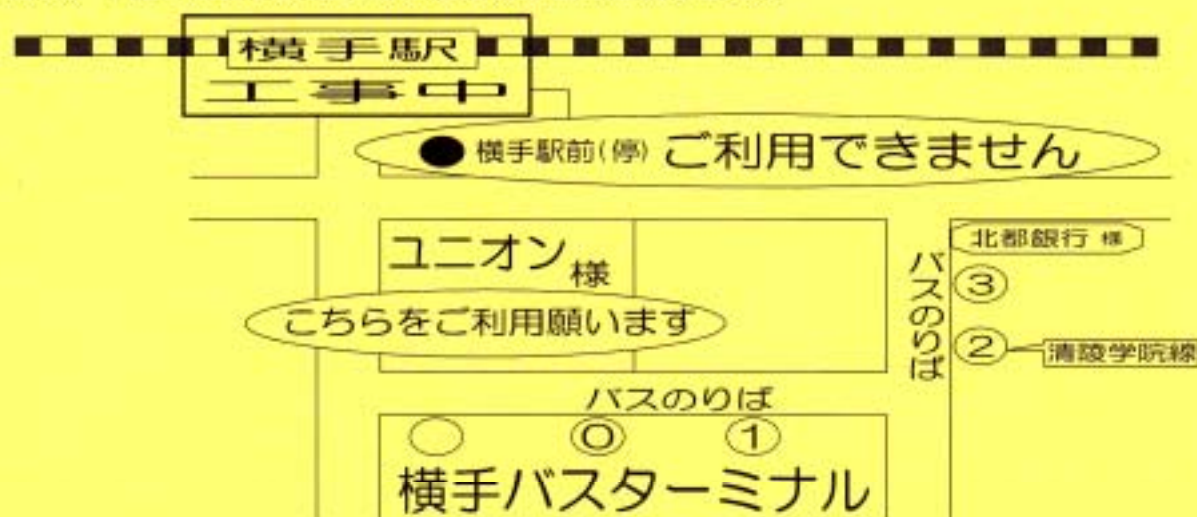 横手駅
工事中
横手駅前(停) ご利用できません
ユニオン様
北都銀行 様
バスのりば
③
こちらをご利用願います
②
清陵学院線
バスのりば
0
1
横手バスターミナル